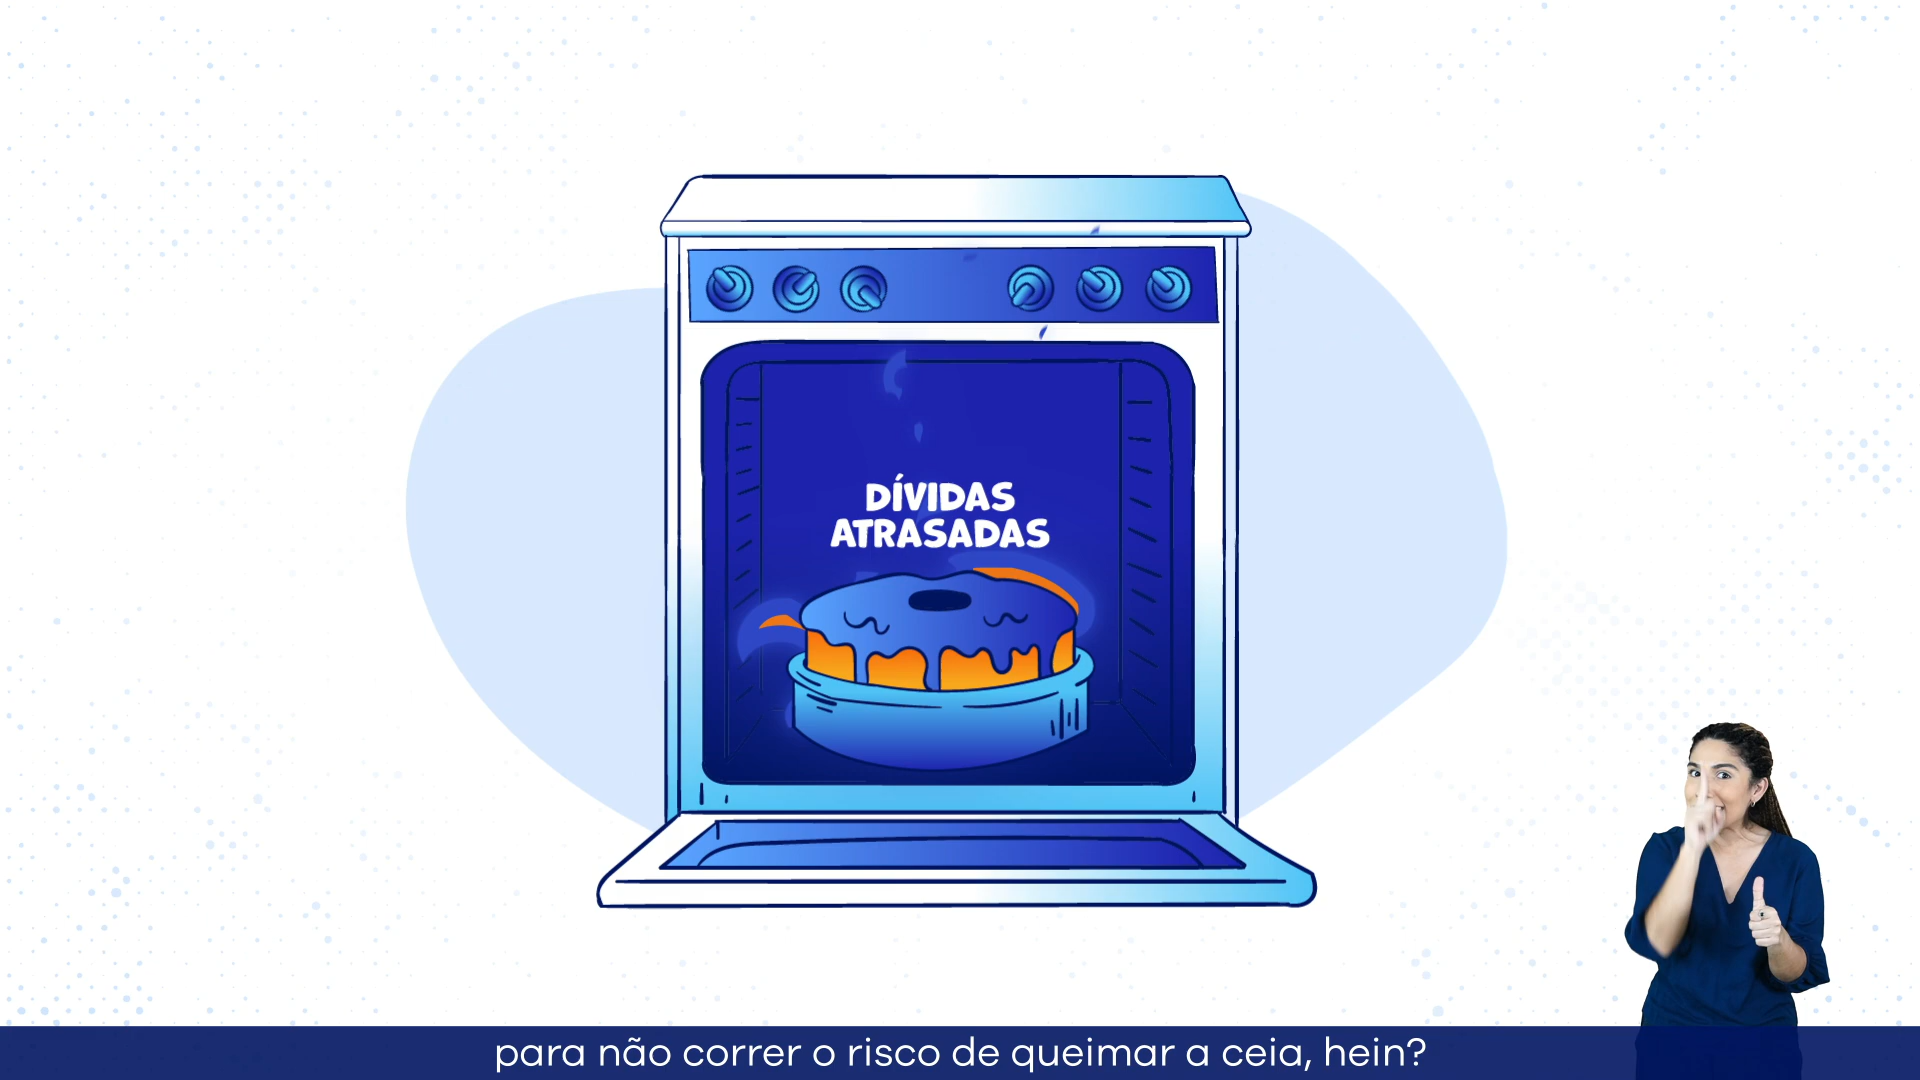 DÍVIDAS
ATRASADAS
para não correr o risco de queimar a ceia, hein?